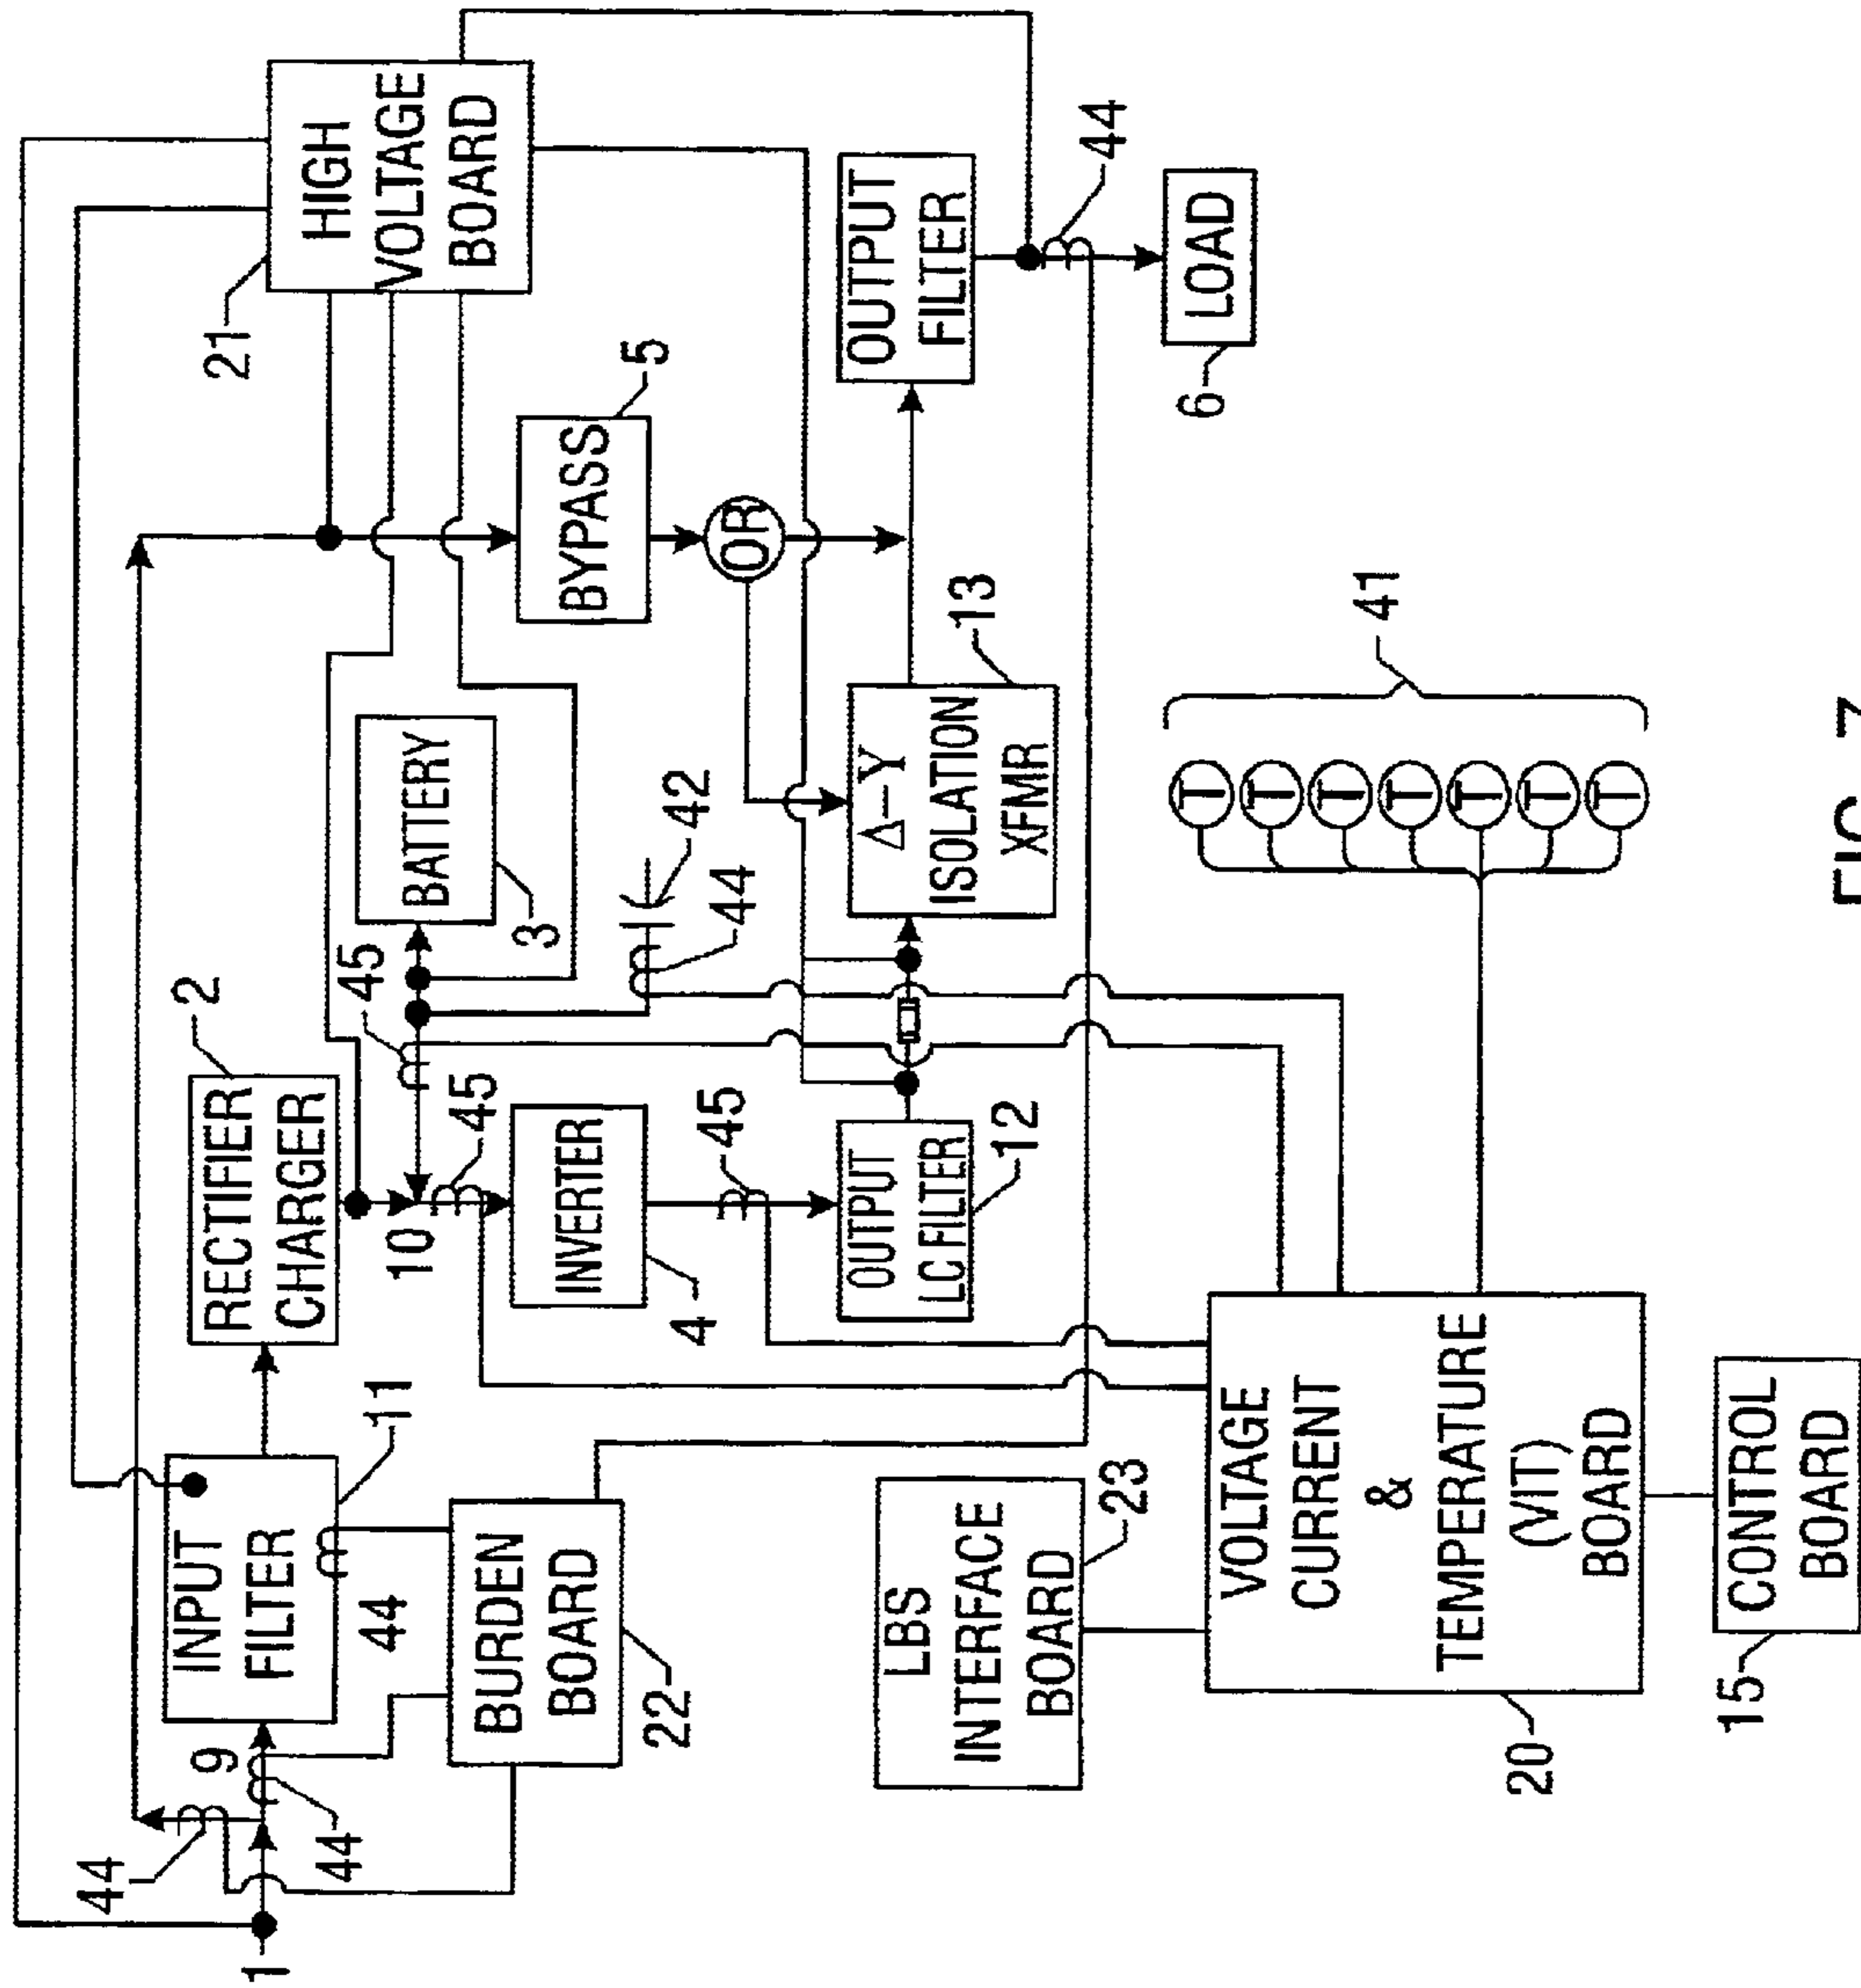 1
44
9
44
INPUT
FILTER
11
44
RECTIFIER
CHARGER
2
10
45
45
BATTERY
3
42
44
HIGH
VOLTAGE
BOARD
21
BYPASS
5
OR
BURDEN
BOARD
22
INVERTER
4
45
OUTPUT
LC FILTER
12
Δ–Y
ISOLATION
XFMR
13
OUTPUT
FILTER
44
LOAD
6
LBS
INTERFACE
BOARD
23
VOLTAGE
CURRENT
&
TEMPERATURE
(VIT)
BOARD
20
T
T
T
T
T
T
T
41
CONTROL
BOARD
15